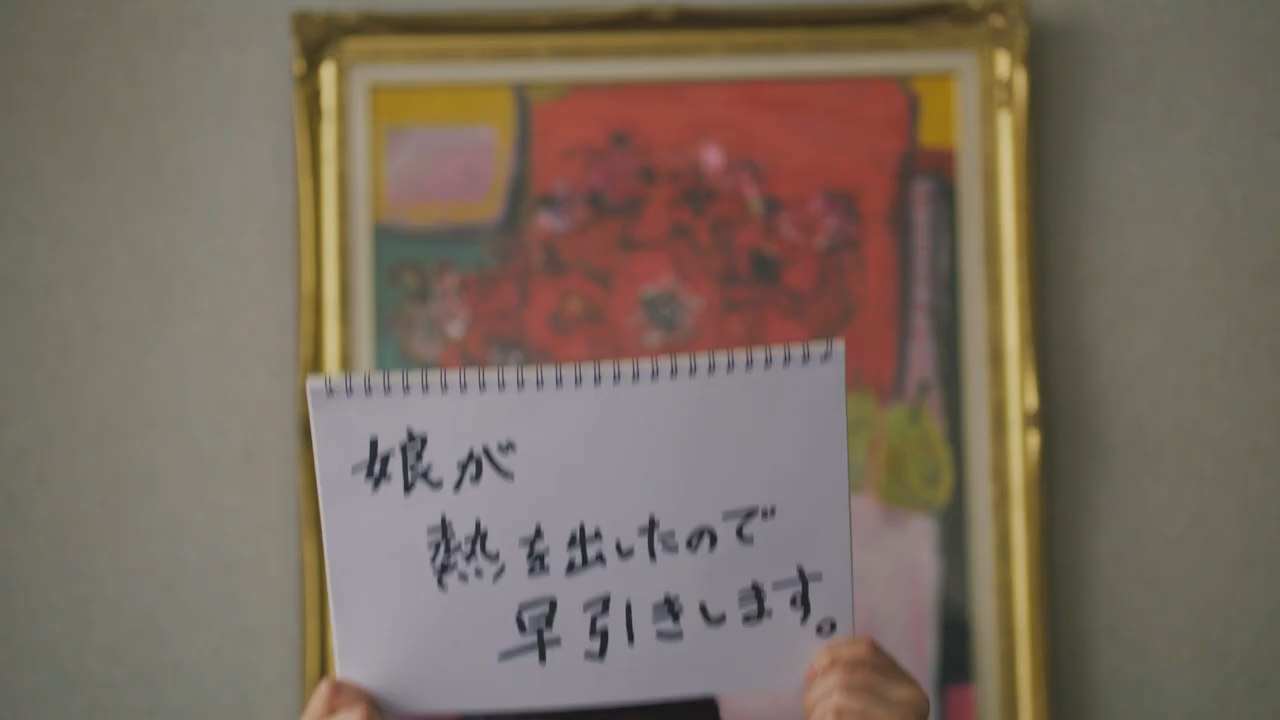 娘が
熱を出したので
早引きします。